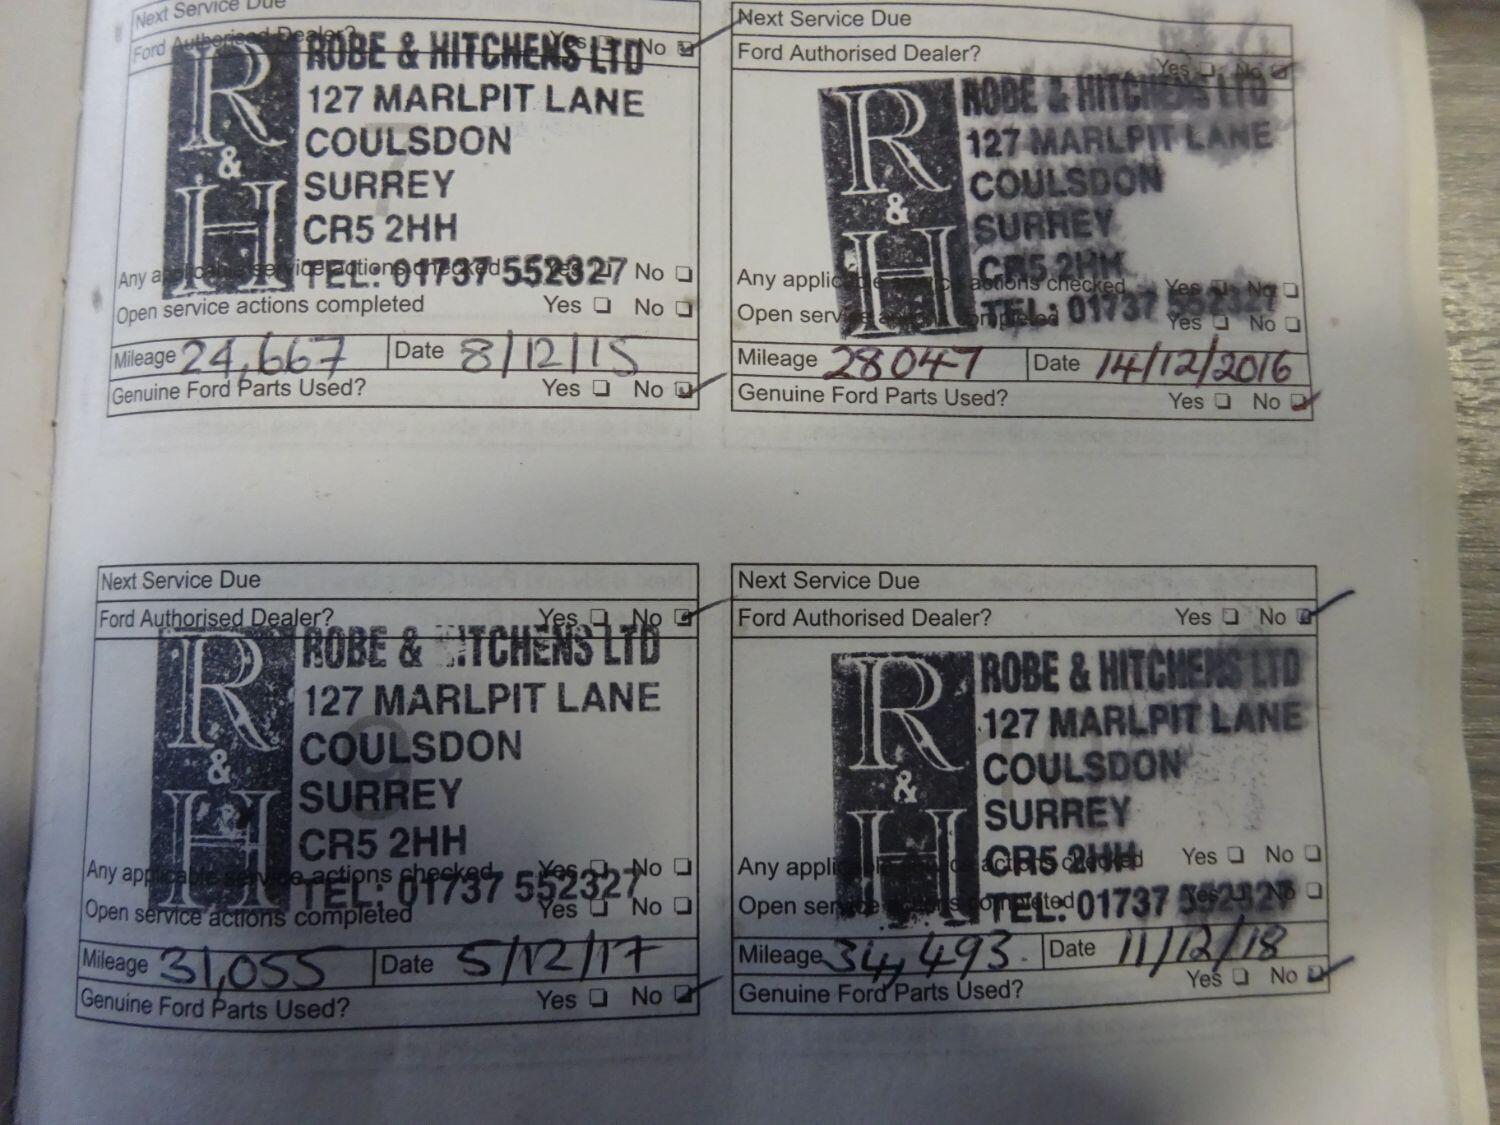 Next Service Due
Ford Authorised Dealer? Yes No
R & H
ROBE & HITCHENS LTD
127 MARLPIT LANE
COULSDON
SURREY
CR5 2HH
TEL: 01737 552327
7
Any applicable service actions checked Yes No
Open service actions completed Yes No
Mileage 24,667 Date 8/12/15
Genuine Ford Parts Used? Yes No
Next Service Due
Ford Authorised Dealer? Yes No
R & H
ROBE & HITCHENS LTD
127 MARLPIT LANE
COULSDON
SURREY
CR5 2HH
TEL: 01737 552327
Any applicable service actions checked Yes No
Open service actions completed Yes No
Mileage 28047 Date 14/12/2016
Genuine Ford Parts Used? Yes No
Next Service Due
Ford Authorised Dealer? Yes No
R & H
ROBE & HITCHENS LTD
127 MARLPIT LANE
COULSDON
SURREY
CR5 2HH
TEL: 01737 552327
9
Any applicable service actions checked Yes No
Open service actions completed Yes No
Mileage 31,055 Date 5/12/17
Genuine Ford Parts Used? Yes No
Next Service Due
Ford Authorised Dealer? Yes No
R & H
ROBE & HITCHENS LTD
127 MARLPIT LANE
COULSDON
SURREY
CR5 2HH
TEL: 01737 552327
10
Any applicable service actions checked Yes No
Open service actions completed Yes No
Mileage 34,493. Date 11/12/18
Genuine Ford Parts Used? Yes No